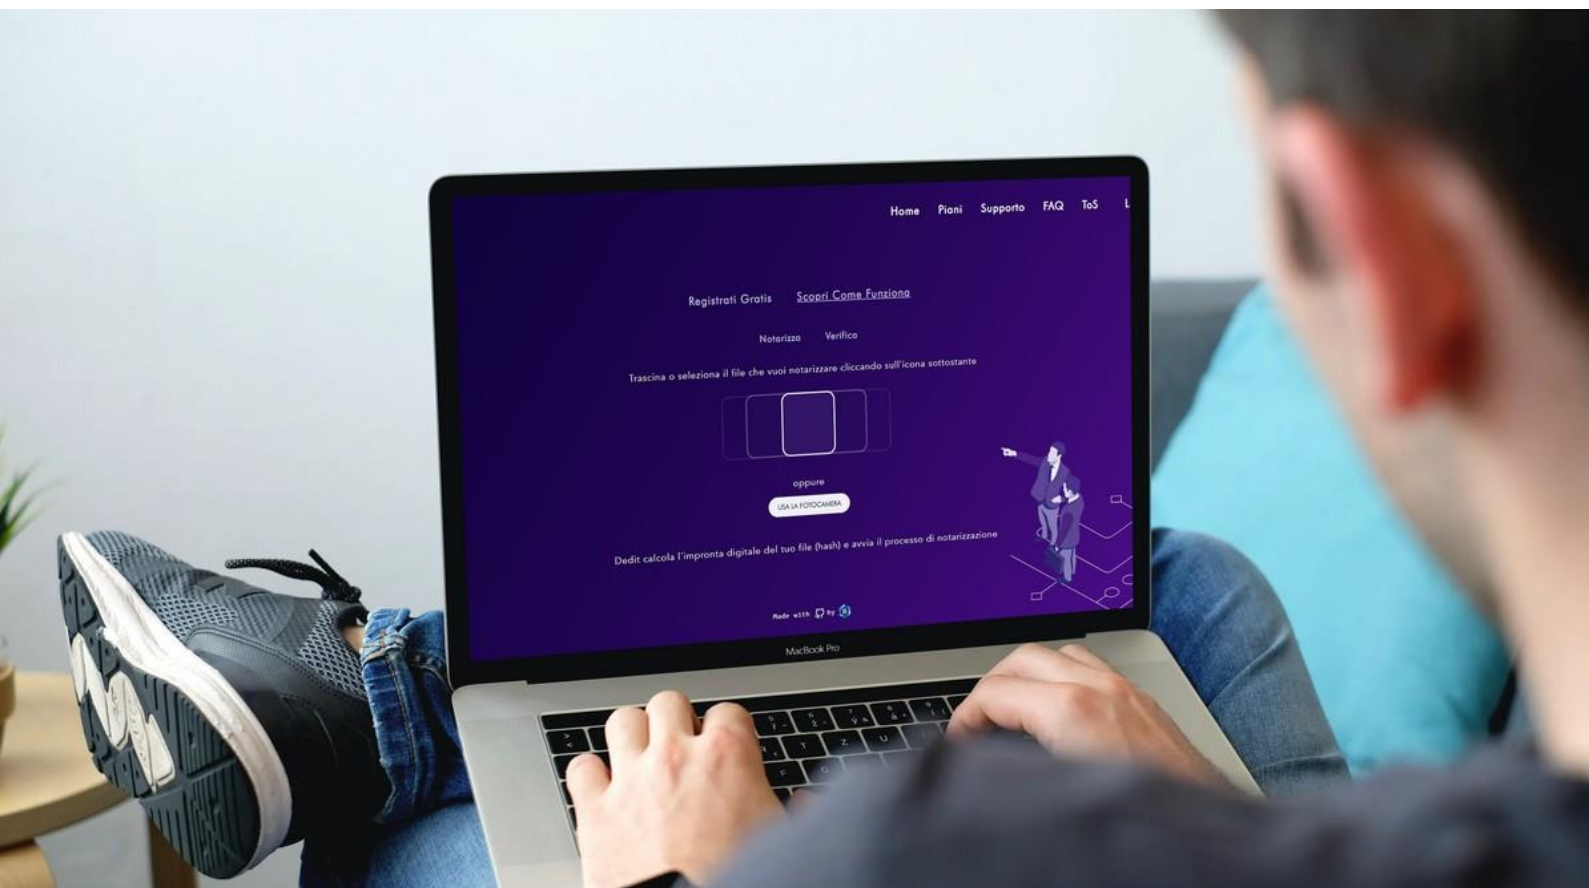 Home Piani Supporto FAQ ToS L
Registrati Gratis Scopri Come Funziona
Notarizza Verifica
Trascina o seleziona il file che vuoi notarizzare cliccando sull'icona sottostante
oppure
USA LA FOTOCAMERA
Dedit calcola l'impronta digitale del tuo file (hash) e avvia il processo di notarizzazione
Made with by
MacBook Pro
T Z U